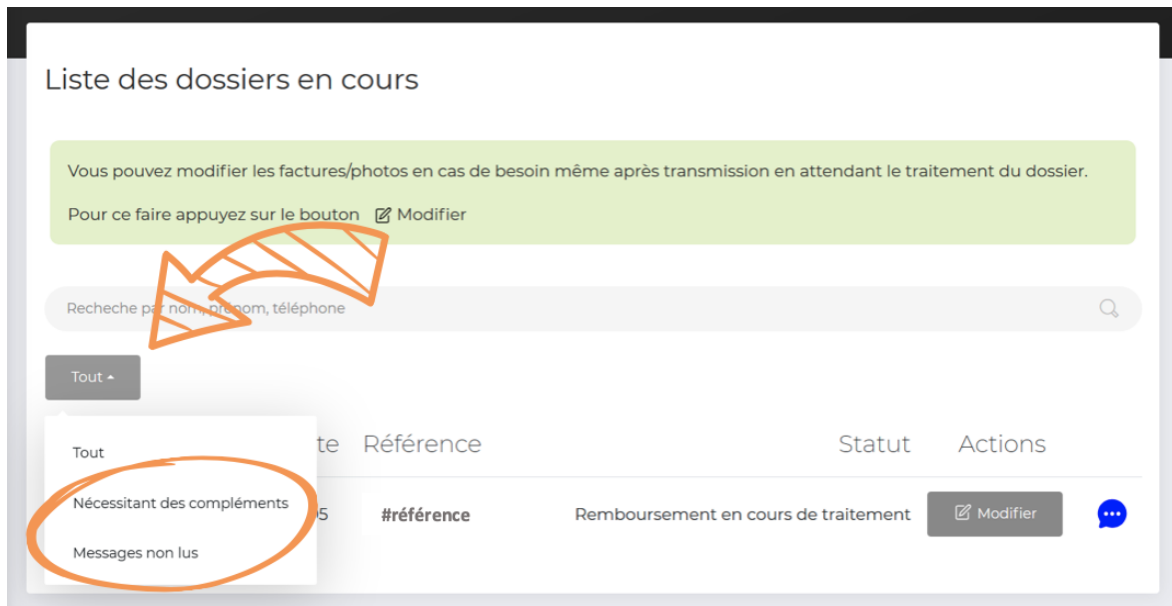 Liste des dossiers en cours
Vous pouvez modifier les factures/photos en cas de besoin même après transmission en attendant le traitement du dossier.
Pour ce faire appuyez sur le bouton Modifier
Recheche par nom, prénom, téléphone
Tout
te Référence Statut Actions
Tout
Nécessitant des compléments
5 #référence Remboursement en cours de traitement Modifier
Messages non lus